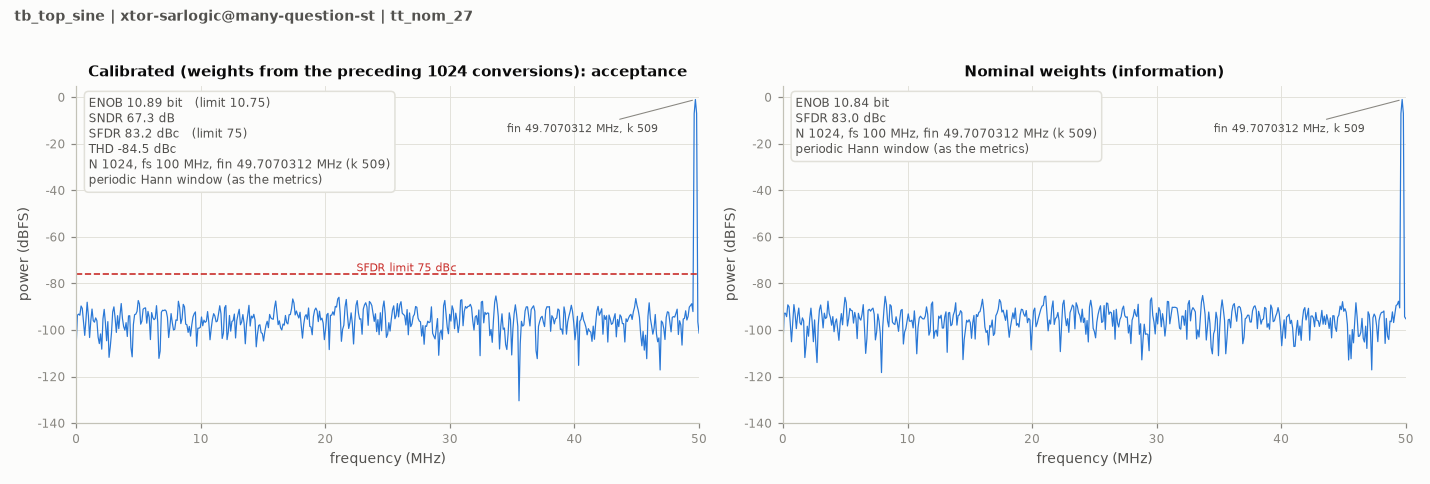 tb_top_sine | xtor-sarlogic@many-question-st | tt_nom_27
Calibrated (weights from the preceding 1024 conversions): acceptance
ENOB 10.89 bit (limit 10.75)
SNDR 67.3 dB
SFDR 83.2 dBc (limit 75)
THD -84.5 dBc
N 1024, fs 100 MHz, fin 49.7070312 MHz (k 509)
periodic Hann window (as the metrics)
fin 49.7070312 MHz, k 509
SFDR limit 75 dBc
power (dBFS)
0
-20
-40
-60
-80
-100
-120
-140
0 10 20 30 40 50
frequency (MHz)
Nominal weights (information)
ENOB 10.84 bit
SFDR 83.0 dBc
N 1024, fs 100 MHz, fin 49.7070312 MHz (k 509)
periodic Hann window (as the metrics)
fin 49.7070312 MHz, k 509
power (dBFS)
0
-20
-40
-60
-80
-100
-120
-140
0 10 20 30 40 50
frequency (MHz)